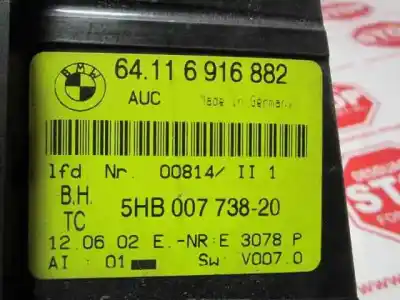 BMW
64.11 6 916 882
AUC Made in Germany
lfd Nr. 00814/ II 1
B.H.
TC 5HB 007 738-20
12.06 02 E.-NR:E 3078 P
AI : 01 Sw: V007.0
STO